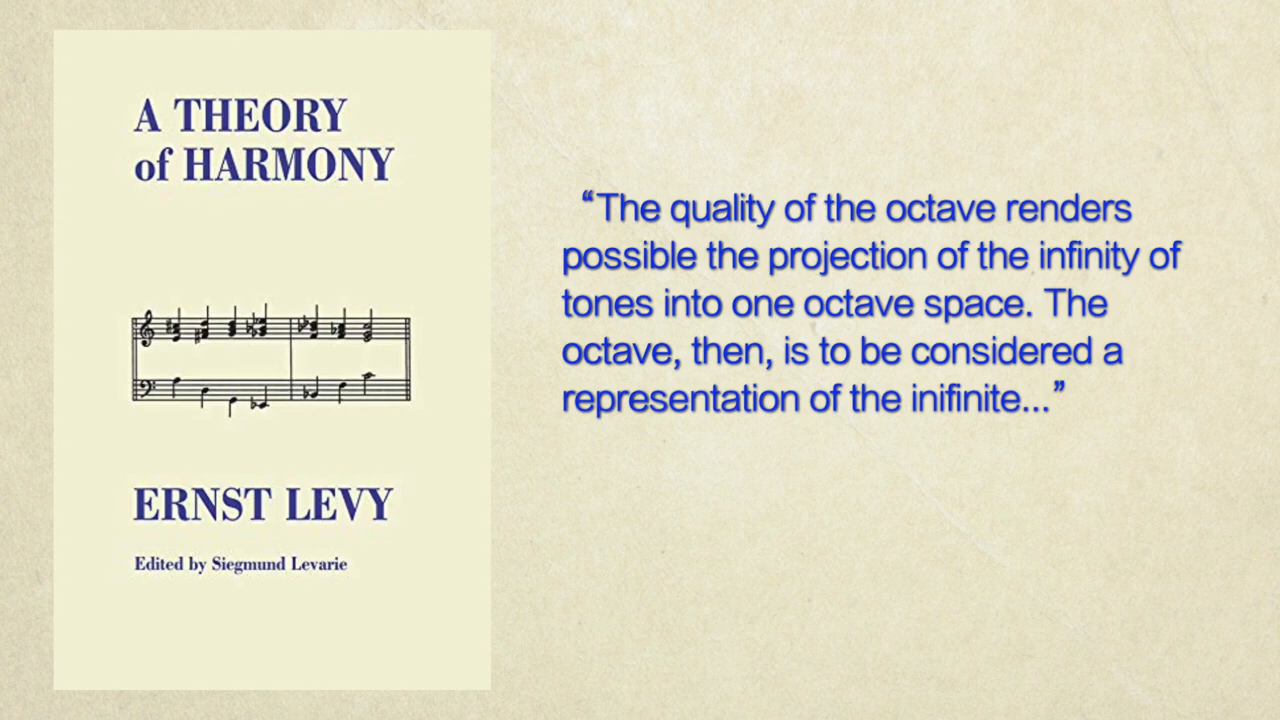 A THEORY
of HARMONY
ERNST LEVY
Edited by Siegmund Levarie
“The quality of the octave renders
possible the projection of the infinity of
tones into one octave space. The
octave, then, is to be considered a
representation of the inifinite...”